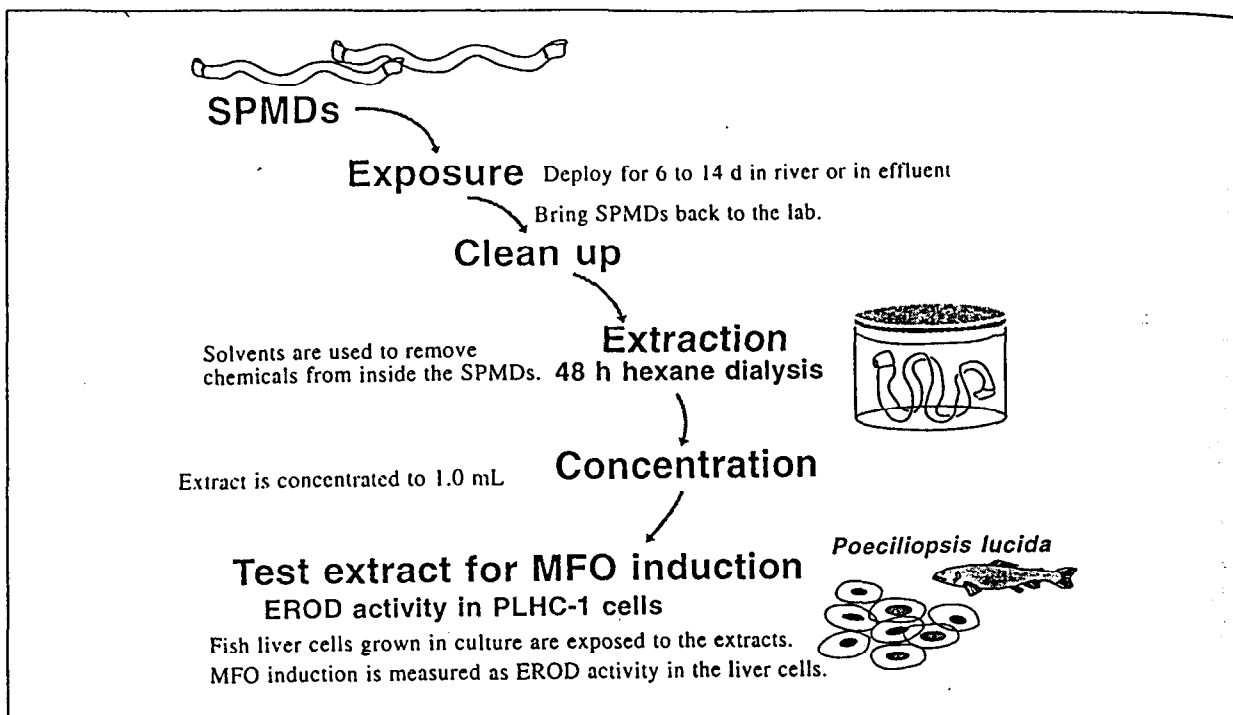 SPMDs
Exposure Deploy for 6 to 14 d in river or in effluent
Bring SPMDs back to the lab.
Clean up
Extraction
Solvents are used to remove
chemicals from inside the SPMDs. 48 h hexane dialysis
Concentration
Extract is concentrated to 1.0 mL
Poeciliopsis lucida
Test extract for MFO induction
EROD activity in PLHC-1 cells
Fish liver cells grown in culture are exposed to the extracts.
MFO induction is measured as EROD activity in the liver cells.